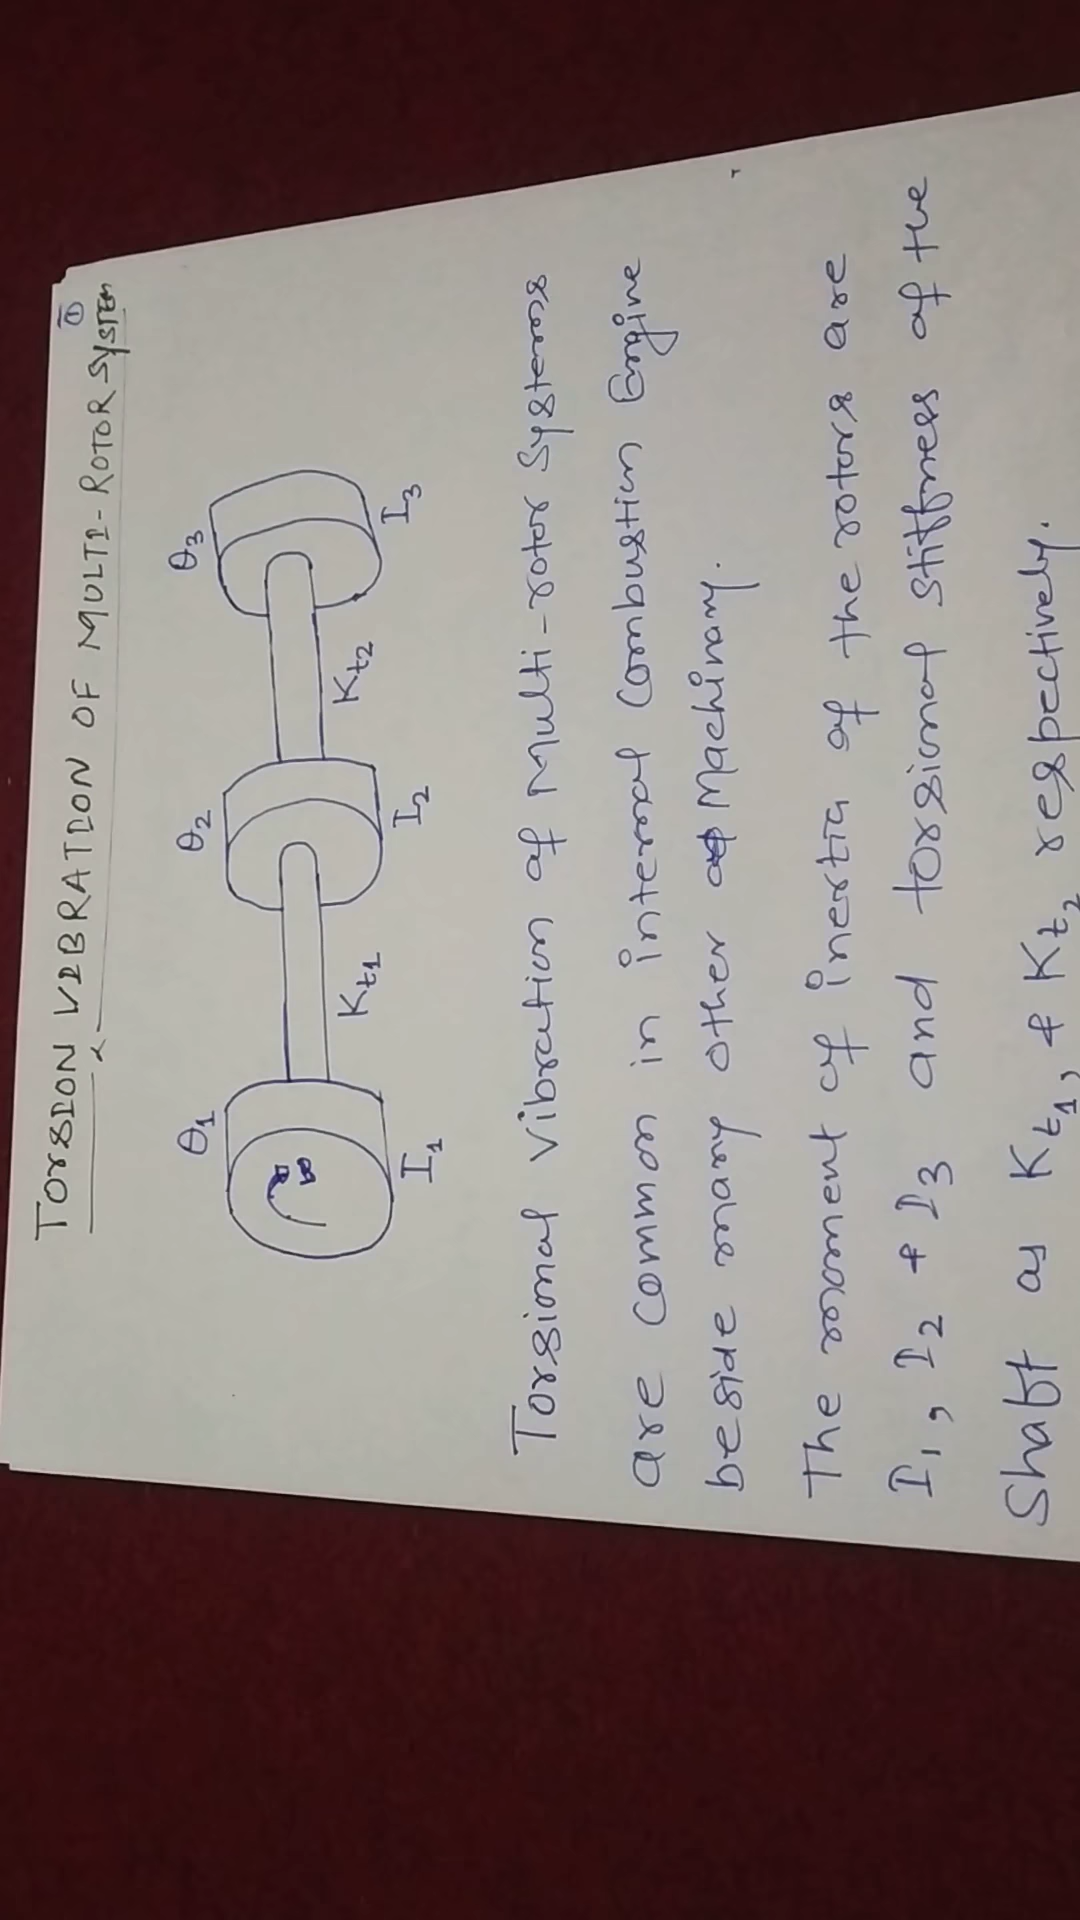 ①
TORSION VIBRATION OF MULTI-ROTOR SYSTEM
θ1 θ2 θ3
Kt1 Kt2
I1 I2 I3
Torsional vibration of Multi-rotor Systems
are common in internal Combustion Engine
beside many other Machinary.
The moment of inertia of the rotors are
I1, I2 & I3 and torsional stiffness of the
Shaft as Kt1, & Kt2 respectively.